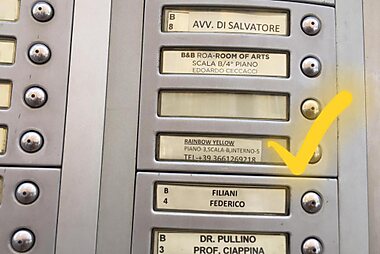 B
8
AVV. DI SALVATORE
B&B ROA-ROOM OF ARTS
SCALA B/4° PIANO
EDOARDO CECCACCI
RAINBOW YELLOW
PIANO-3,SCALA-B,INTERNO-5
TEL-+39.3661269218
B
4
FILIANI
FEDERICO
B
3
DR. PULLINO
PROF. CIAPPINA